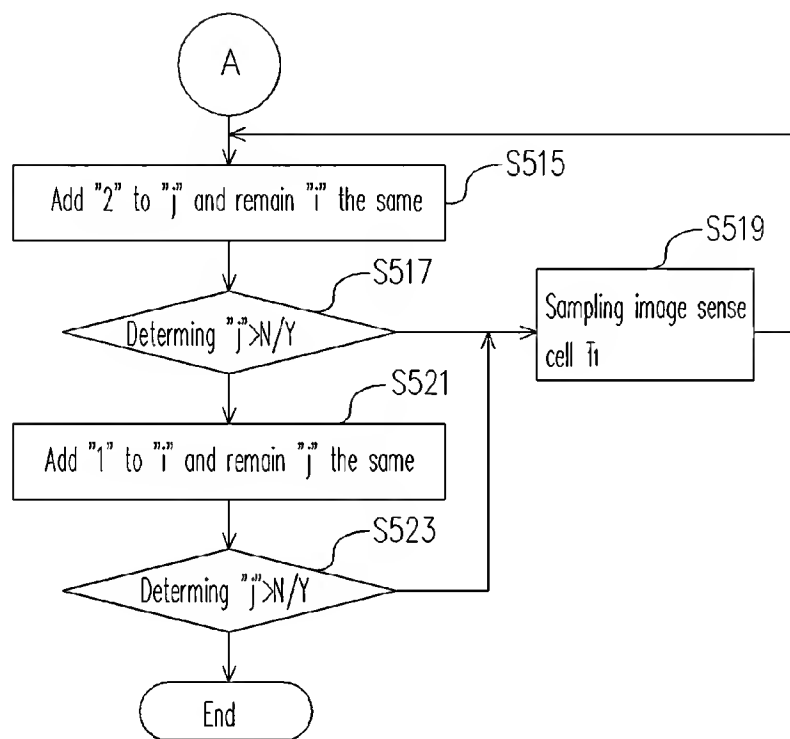 A
S515
Add "2" to "j" and remain "i" the same
S519
S517
Sampling image sense
cell T1
Determing "j">N/Y
S521
Add "1" to "i" and remain "j" the same
S523
Determing "j">N/Y
End